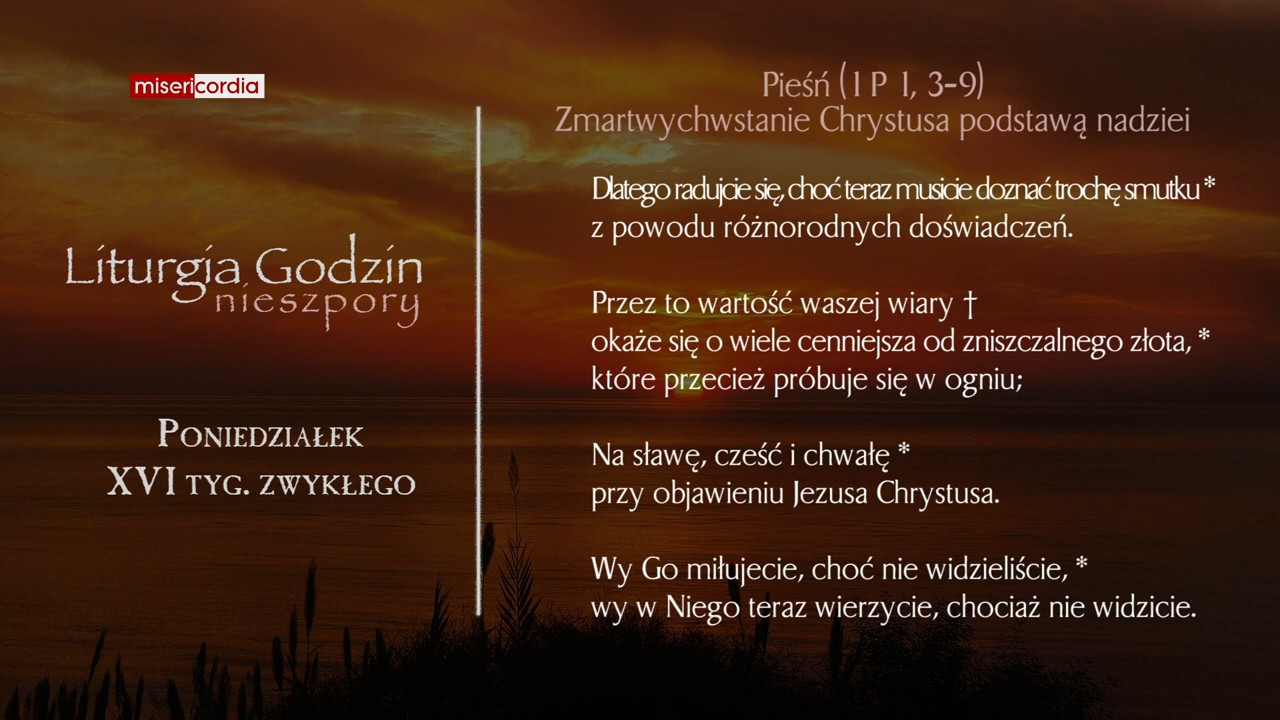 misericordia
Liturgia Godzin
nieszpory
Poniedziałek
XVI tyg. zwykłego
Pieśń (1 P 1, 3-9)
Zmartwychwstanie Chrystusa podstawą nadziei
Dlatego radujcie się, choć teraz musicie doznać trochę smutku *
z powodu różnorodnych doświadczeń.
Przez to wartość waszej wiary †
okaże się o wiele cenniejsza od zniszczalnego złota, *
które przecież próbuje się w ogniu;
Na sławę, cześć i chwałę *
przy objawieniu Jezusa Chrystusa.
Wy Go miłujecie, choć nie widzieliście, *
wy w Niego teraz wierzycie, chociaż nie widzicie.